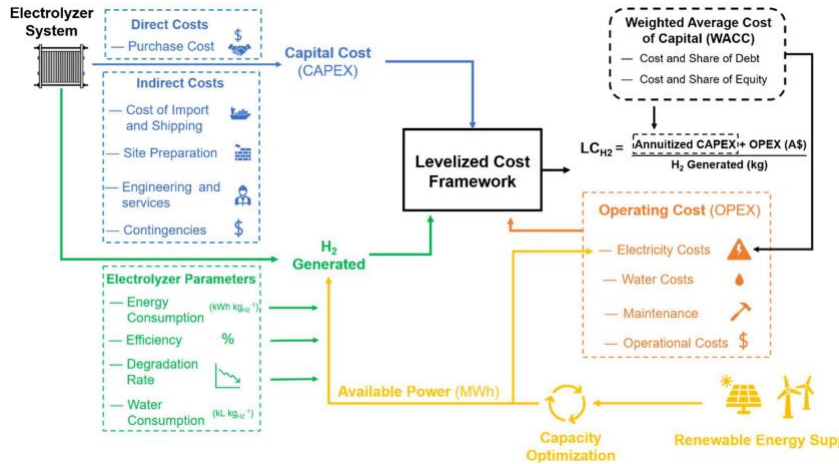 Electrolyzer
System
Direct Costs
— Purchase Cost
$
Indirect Costs
— Cost of Import
and Shipping
— Site Preparation
— Engineering and
services
— Contingencies
$
Capital Cost
(CAPEX)
Weighted Average Cost
of Capital (WACC)
— Cost and Share of Debt
— Cost and Share of Equity
Levelized Cost
Framework
LCH2 = Annuitized CAPEX + OPEX (A$)
H2 Generated (kg)
Operating Cost (OPEX)
— Electricity Costs
— Water Costs
— Maintenance
— Operational Costs $
H2
Generated
Electrolyzer Parameters
— Energy
Consumption (kWh kgH2-1)
— Efficiency %
— Degradation
Rate
— Water
Consumption (kL kgH2-1)
Available Power (MWh)
Capacity
Optimization
Renewable Energy Supp